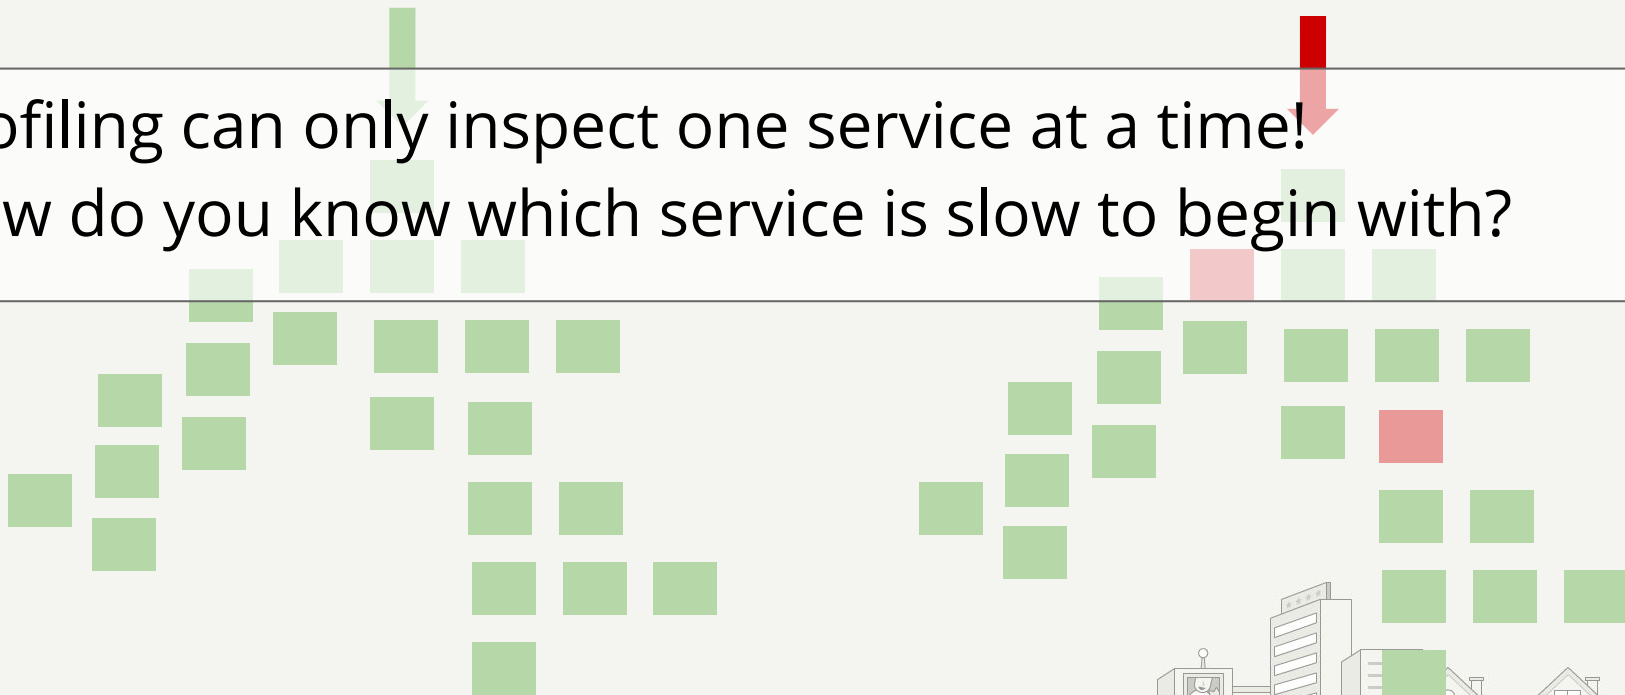 ofiling can only inspect one service at a time!
w do you know which service is slow to begin with?